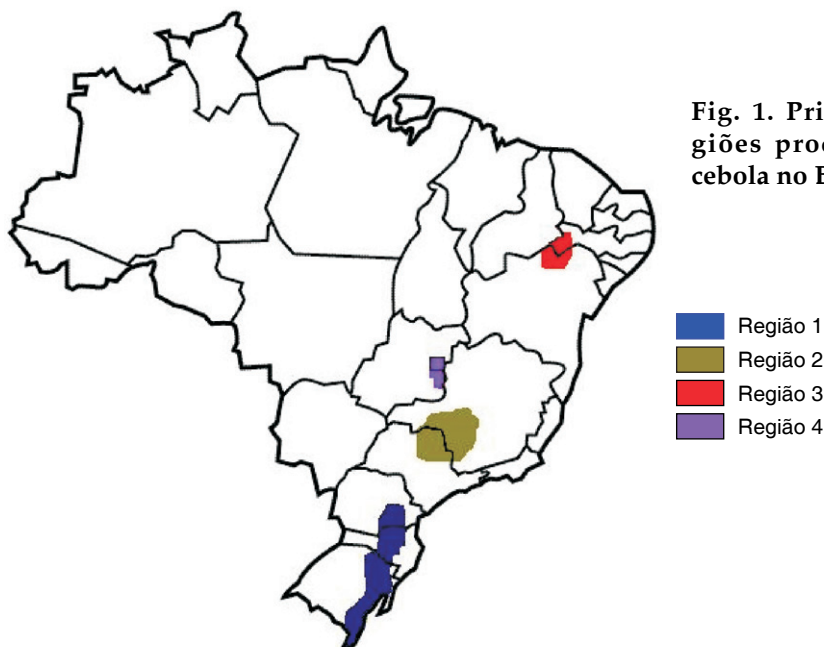 Fig. 1. Pri
giões proc
cebola no B
Região 1
Região 2
Região 3
Região 4